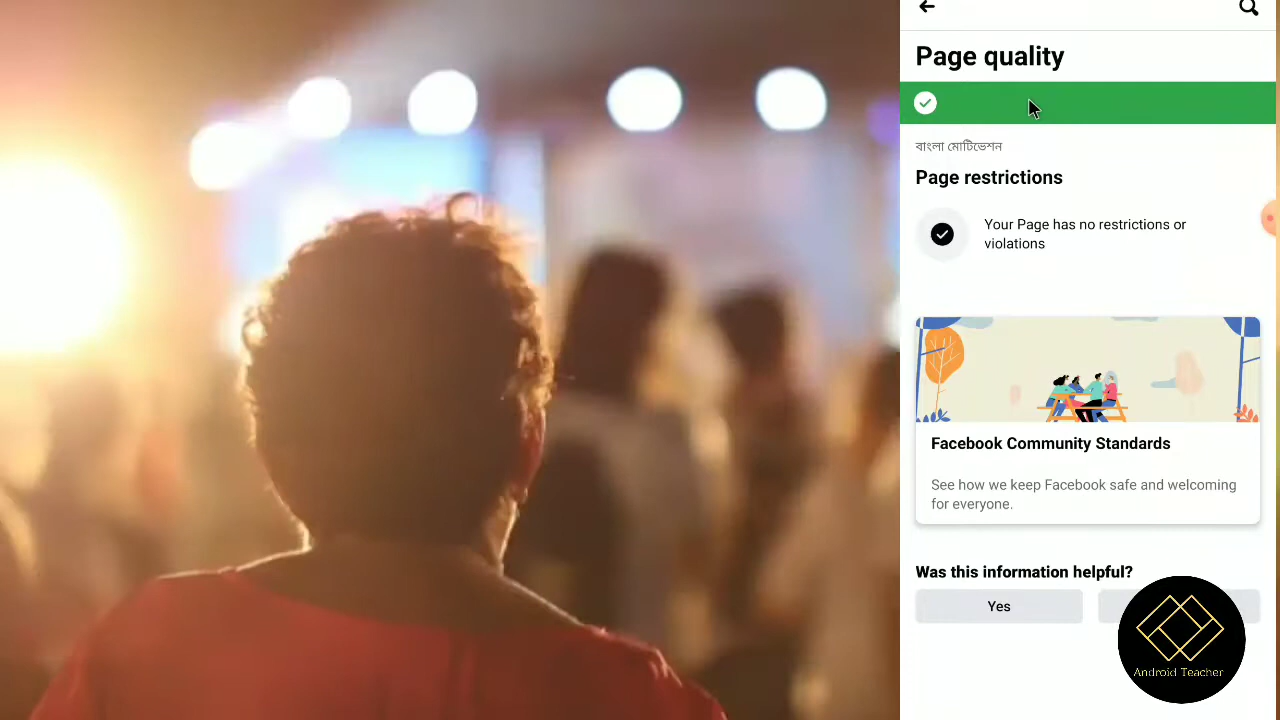 Page quality
বাংলা মোটিভেশন
Page restrictions
Your Page has no restrictions or
violations
Facebook Community Standards
See how we keep Facebook safe and welcoming
for everyone.
Was this information helpful?
Yes
Android Teacher